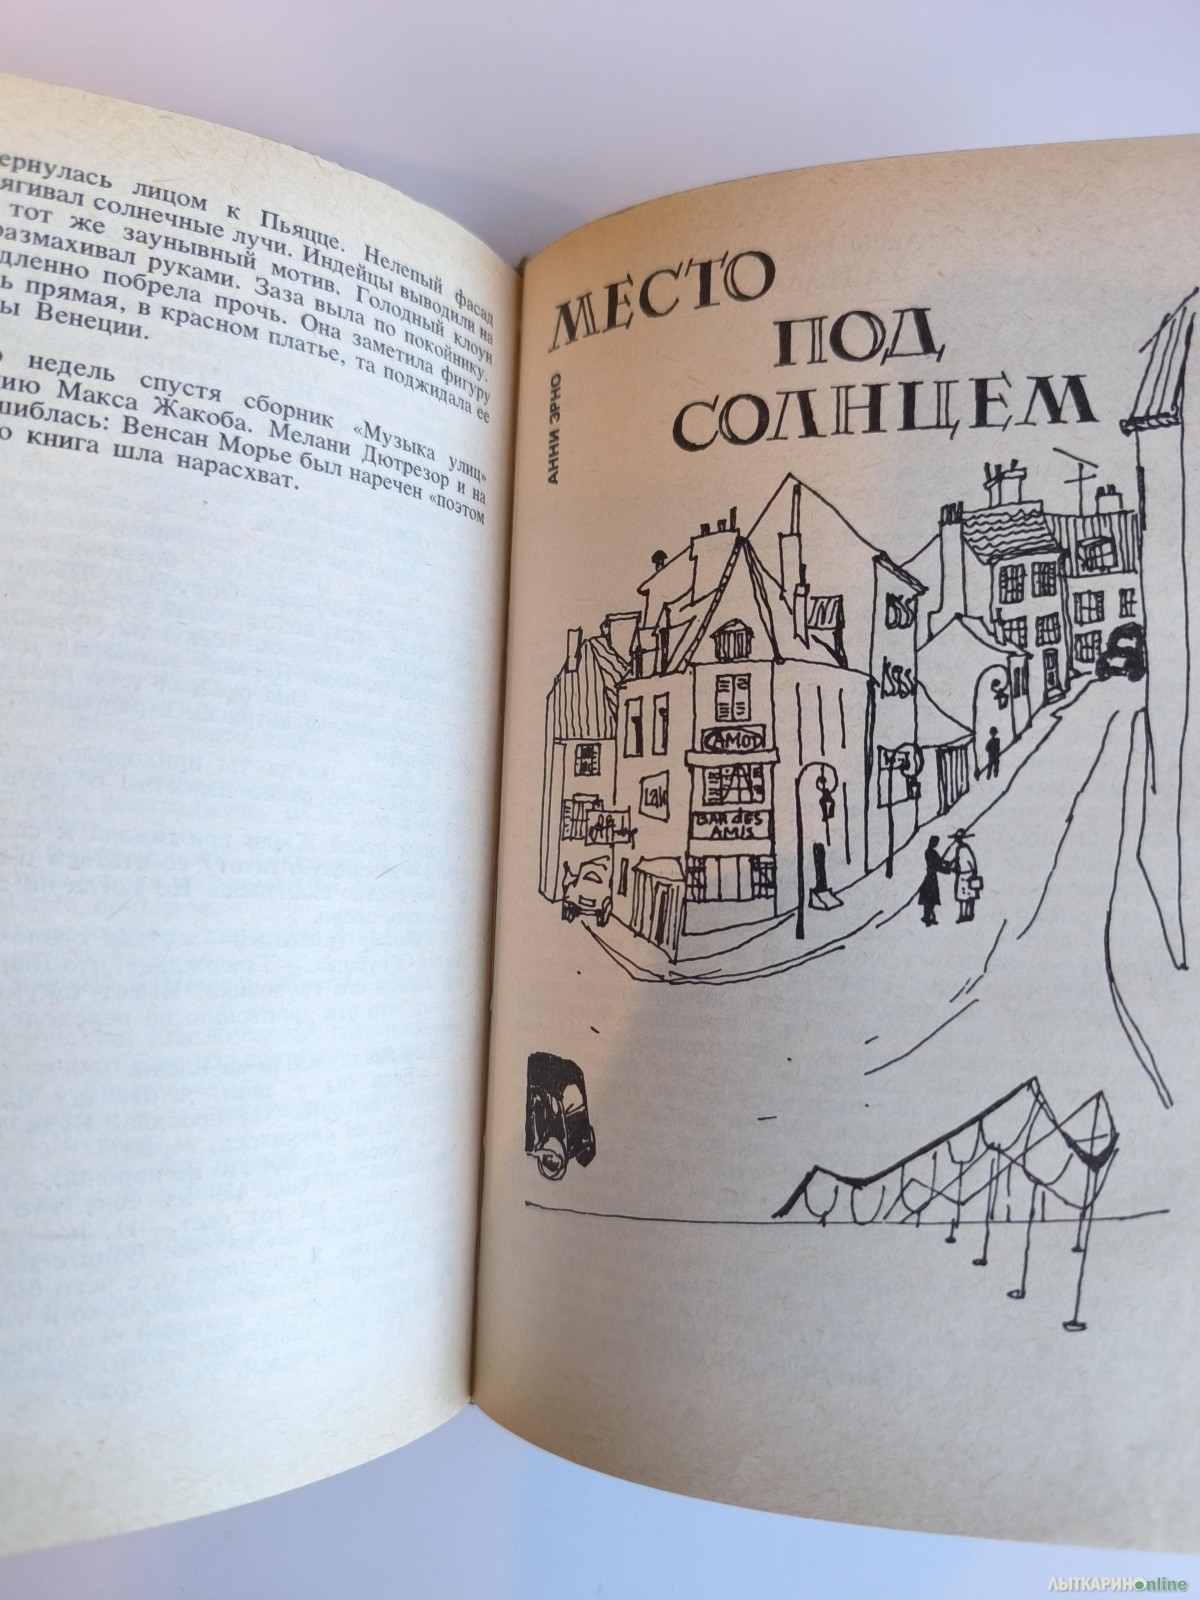 ернулась лицом к Пьяцце. Нелепый фасад
ягивал солнечные лучи. Индейцы выводили на
тот же заунывный мотив. Голодный клоун
размахивал руками. Заза выла по покойнику.
дленно побрела прочь. Она заметила фигуру
ь прямая, в красном платье, та поджидала ее
ы Венеции.
недель спустя сборник «Музыка улиц»
ию Макса Жакоба. Мелани Дютрезор и на
шиблась: Венсан Морье был наречен «поэтом
о книга шла нарасхват.
МЕСТО
ПОД
СОЛНЦЕМ
АННИ ЭРНО
CAMOD
Lak
BAR des
AMIS
ЛЫТКАРИНОonline